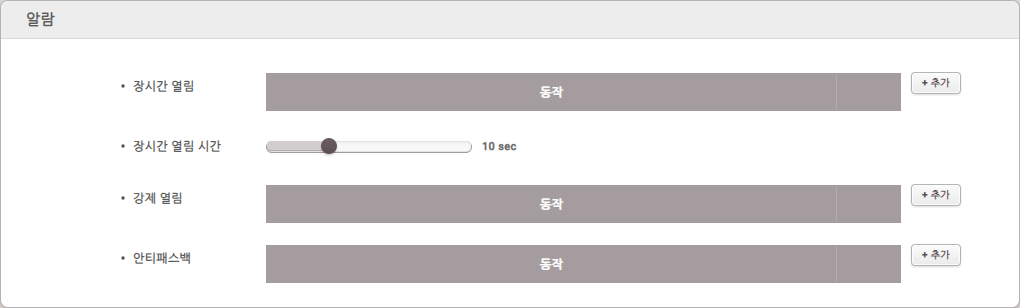 알람
• 장시간 열림
동작
+ 추가
• 장시간 열림 시간
10 sec
• 강제 열림
동작
+ 추가
• 안티패스백
동작
+ 추가